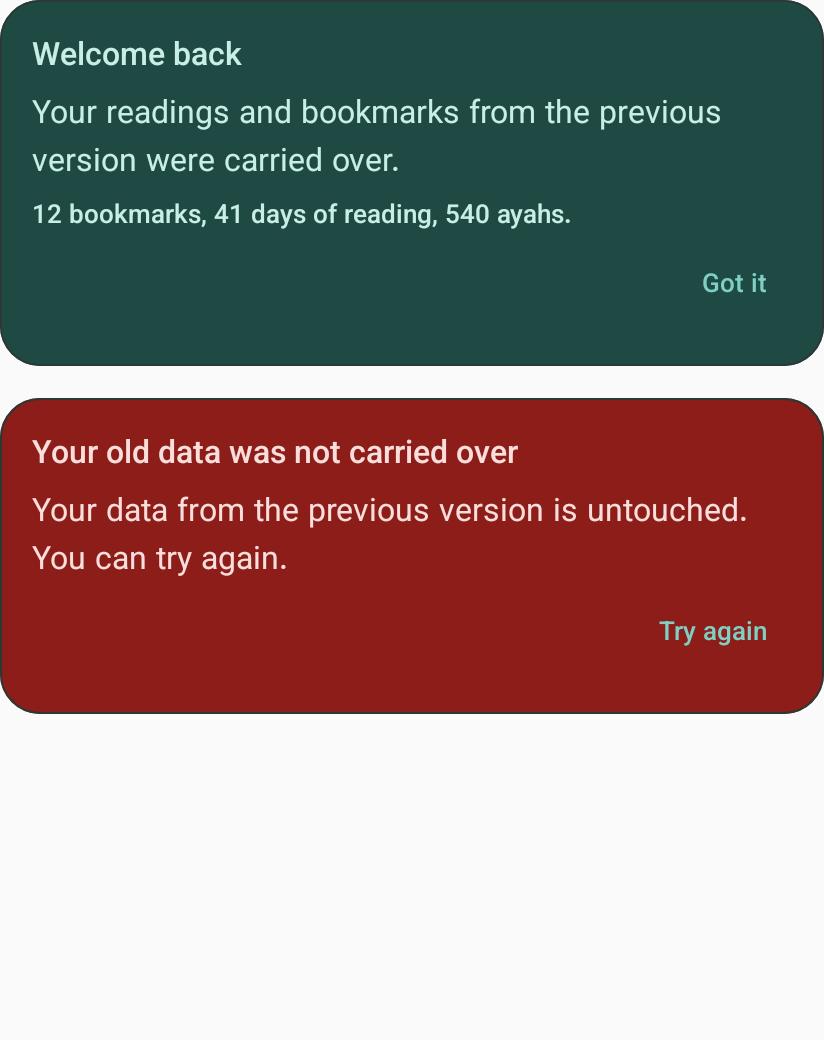 Welcome back
Your readings and bookmarks from the previous
version were carried over.
12 bookmarks, 41 days of reading, 540 ayahs.
Got it
Your old data was not carried over
Your data from the previous version is untouched.
You can try again.
Try again